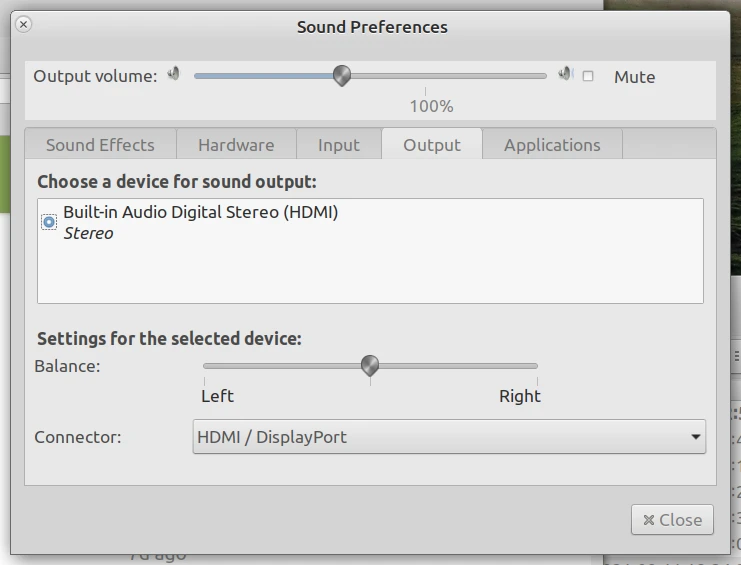 Sound Preferences
Output volume:
Mute
100%
Sound Effects
Hardware
Input
Output
Applications
Choose a device for sound output:
Built-in Audio Digital Stereo (HDMI)
Stereo
Settings for the selected device:
Balance:
Left
Right
Connector:
HDMI / DisplayPort
Close
7d ago